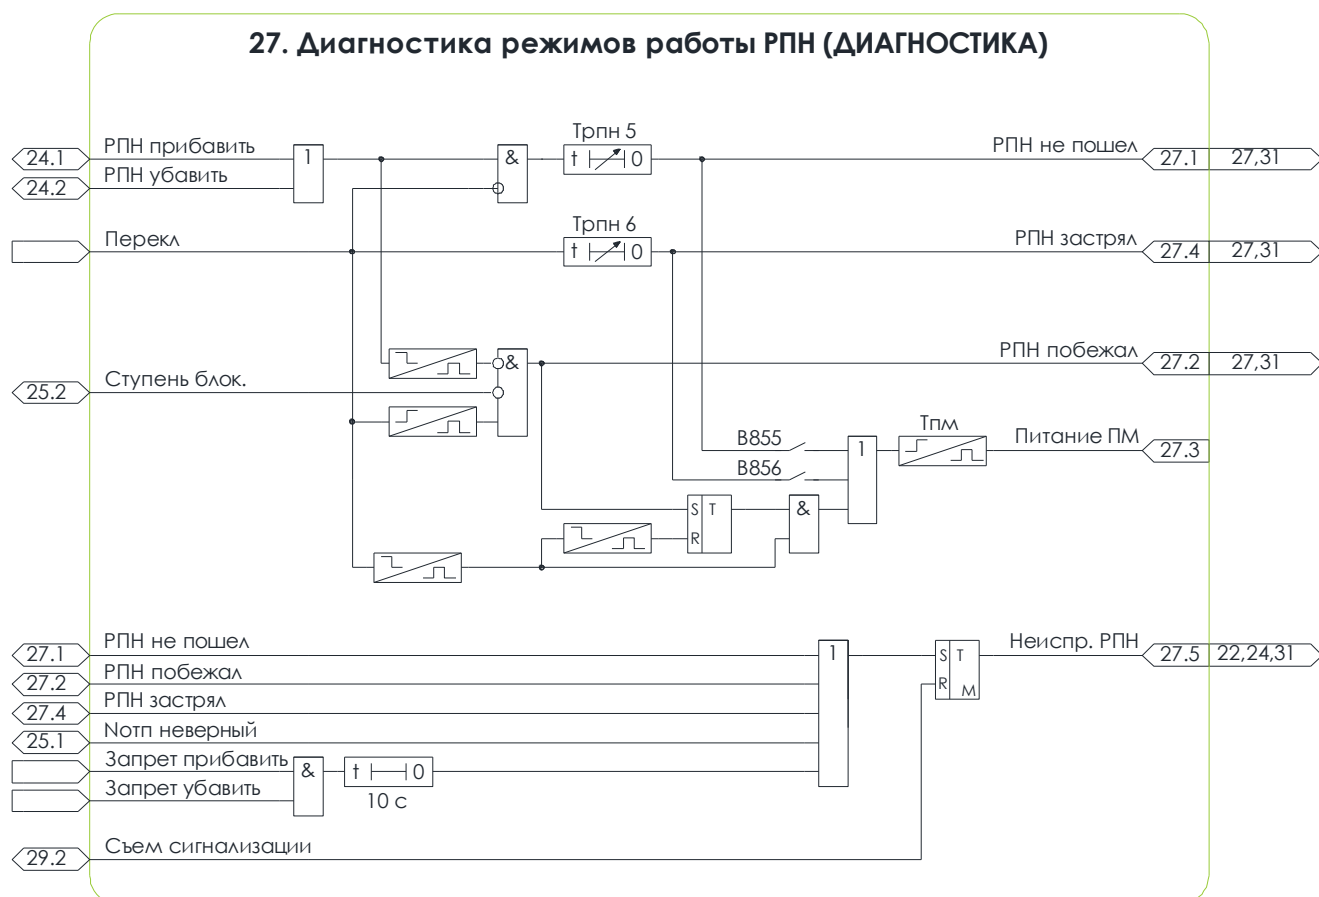 27. Диагностика режимов работы РПН (ДИАГНОСТИКА)
Трпн 5
24.1 РПН прибавить 1 & t 0 РПН не пошел 27.1 27,31
24.2 РПН убавить
Трпн 6
Перекл t 0 РПН застрял 27.4 27,31
& РПН побежал 27.2 27,31
25.2 Ступень блок.
B855 1 Тпм Питание ПМ 27.3
B856
S T &
R
27.1 РПН не пошел 1 S T Неиспр. РПН 27.5 22,24,31
27.2 РПН побежал R M
27.4 РПН застрял
25.1 Nотп неверный
Запрет прибавить & t 0
Запрет убавить 10 с
29.2 Съем сигнализации